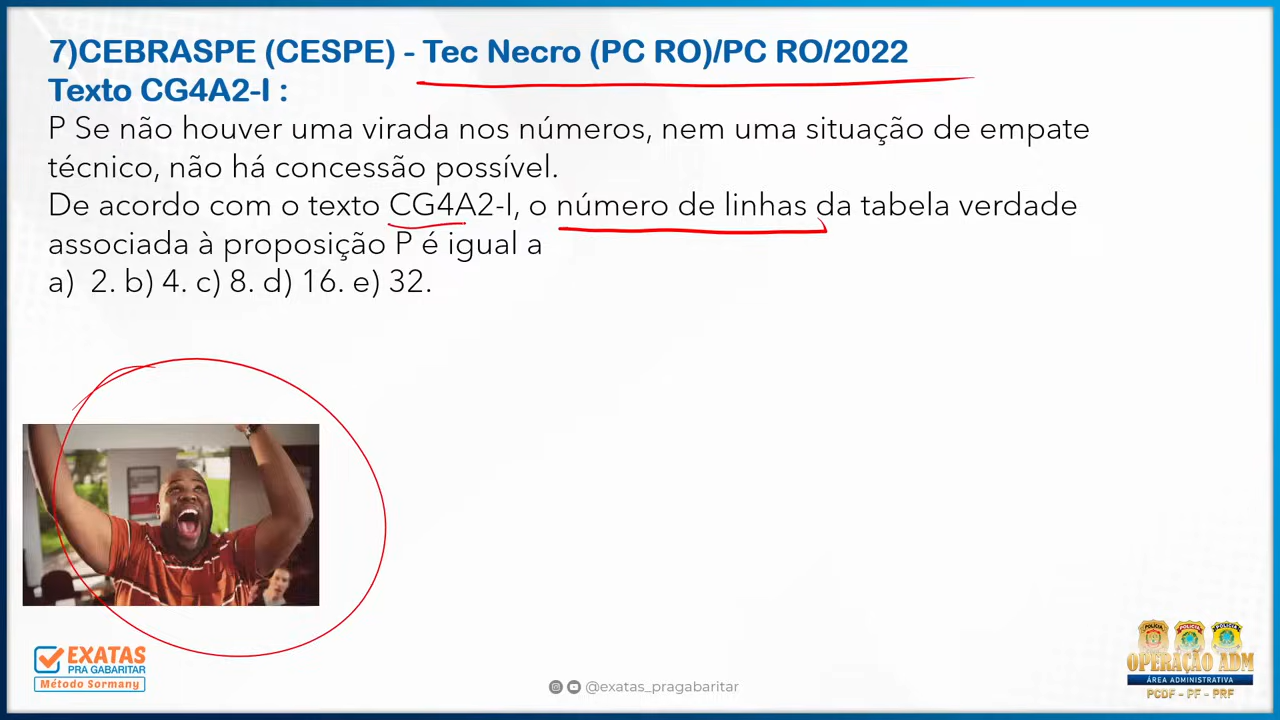 7)CEBRASPE (CESPE) - Tec Necro (PC RO)/PC RO/2022
Texto CG4A2-I :
P Se não houver uma virada nos números, nem uma situação de empate
técnico, não há concessão possível.
De acordo com o texto CG4A2-I, o número de linhas da tabela verdade
associada à proposição P é igual a
a)  2. b) 4. c) 8. d) 16. e) 32.
EXATAS
PRA GABARITAR
Método Sormany
@exatas_pragabaritar
POLÍCIA POLÍCIA POLÍCIA
OPERAÇÃO ADM
ÁREA ADMINISTRATIVA
PCDF - PF - PRF